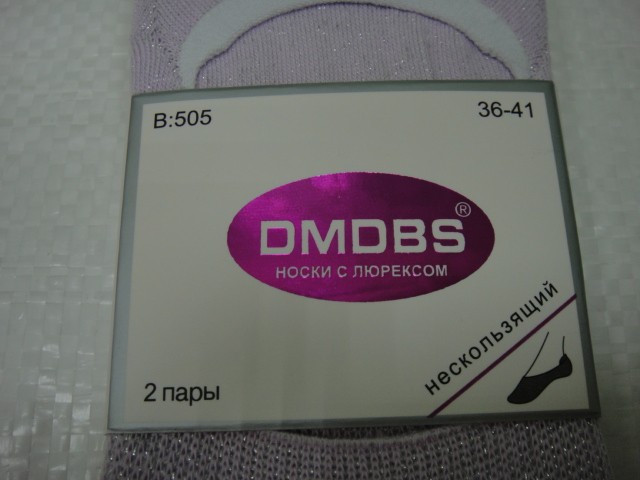 B:505
36-41
DMDBS®
НОСКИ С ЛЮРЕКСОМ
нескользящий
2 пары